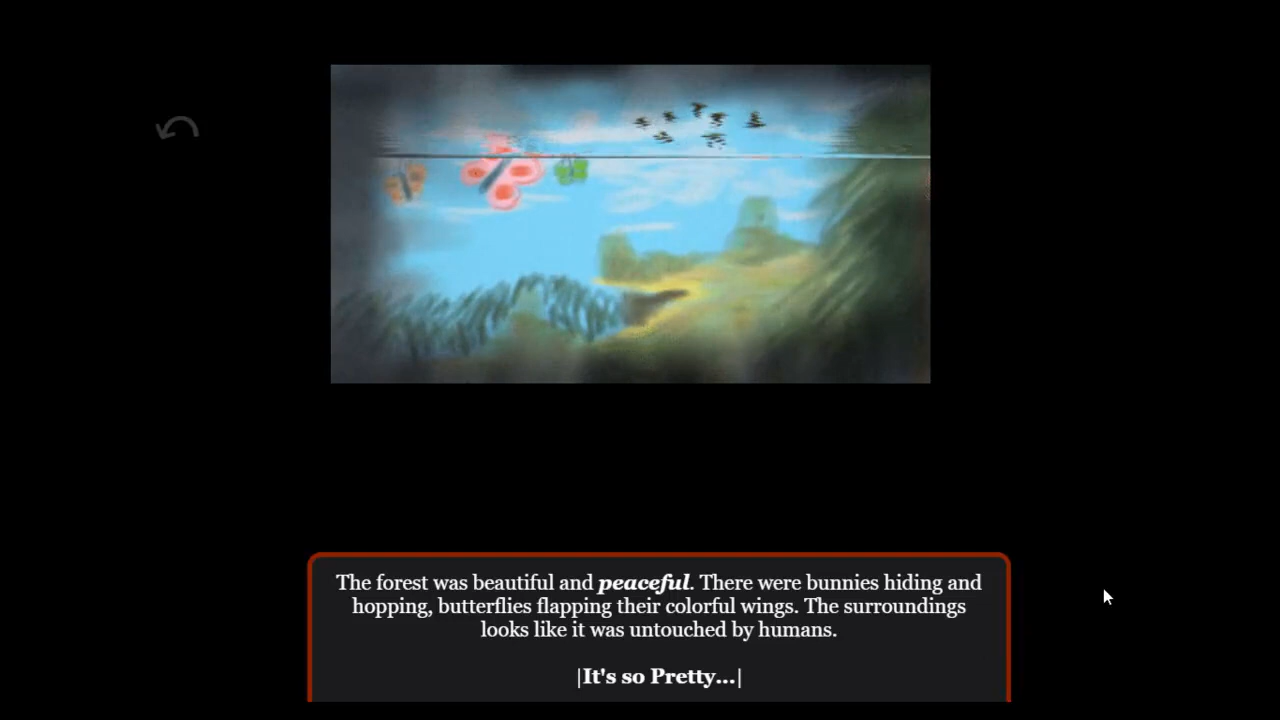 The forest was beautiful and peaceful. There were bunnies hiding and
hopping, butterflies flapping their colorful wings. The surroundings
looks like it was untouched by humans.
|It's so Pretty...|